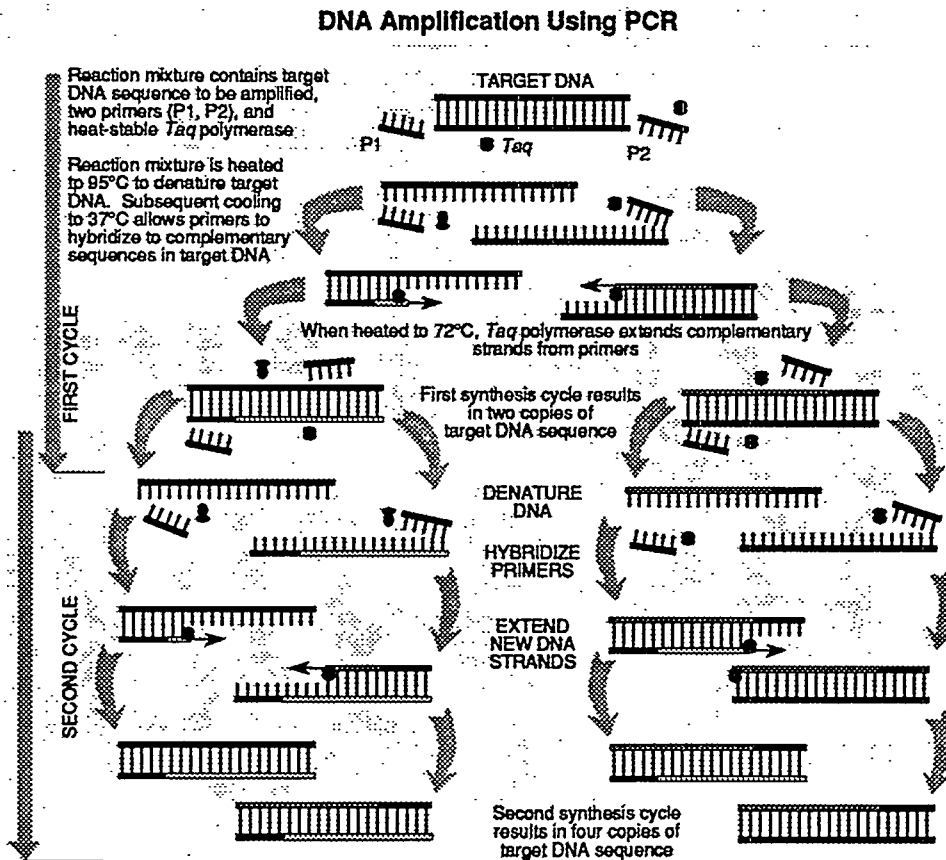 DNA Amplification Using PCR
Reaction mixture contains target
DNA sequence to be amplified,
two primers (P1, P2), and
heat-stable Taq polymerase
TARGET DNA
P1
Taq
P2
Reaction mixture is heated
to 95°C to denature target
DNA. Subsequent cooling
to 37°C allows primers to
hybridize to complementary
sequences in target DNA
When heated to 72°C, Taq polymerase extends complementary
strands from primers
FIRST CYCLE
First synthesis cycle results
in two copies of
target DNA sequence
DENATURE
DNA
HYBRIDIZE
PRIMERS
SECOND CYCLE
EXTEND
NEW DNA
STRANDS
Second synthesis cycle
results in four copies of
target DNA sequence